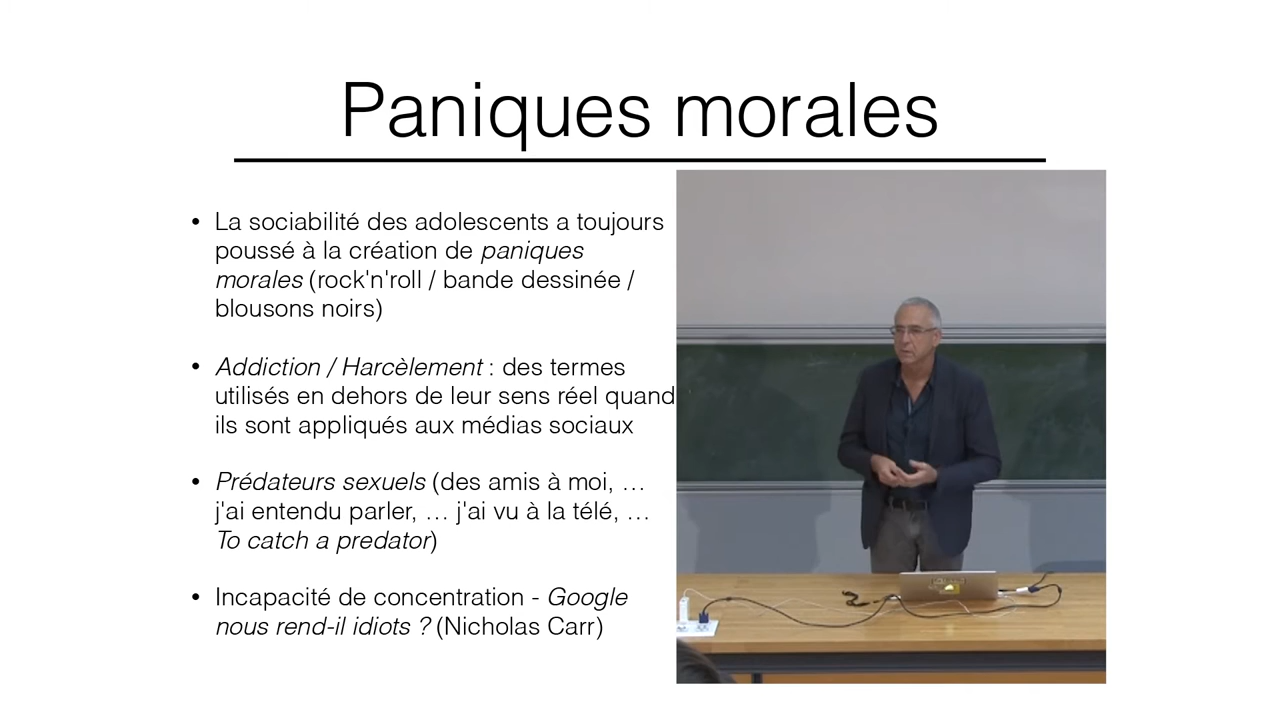 Paniques morales
• La sociabilité des adolescents a toujours
poussé à la création de paniques
morales (rock'n'roll / bande dessinée /
blousons noirs)
• Addiction / Harcèlement : des termes
utilisés en dehors de leur sens réel quand
ils sont appliqués aux médias sociaux
• Prédateurs sexuels (des amis à moi, …
j'ai entendu parler, … j'ai vu à la télé, …
To catch a predator)
• Incapacité de concentration - Google
nous rend-il idiots ? (Nicholas Carr)